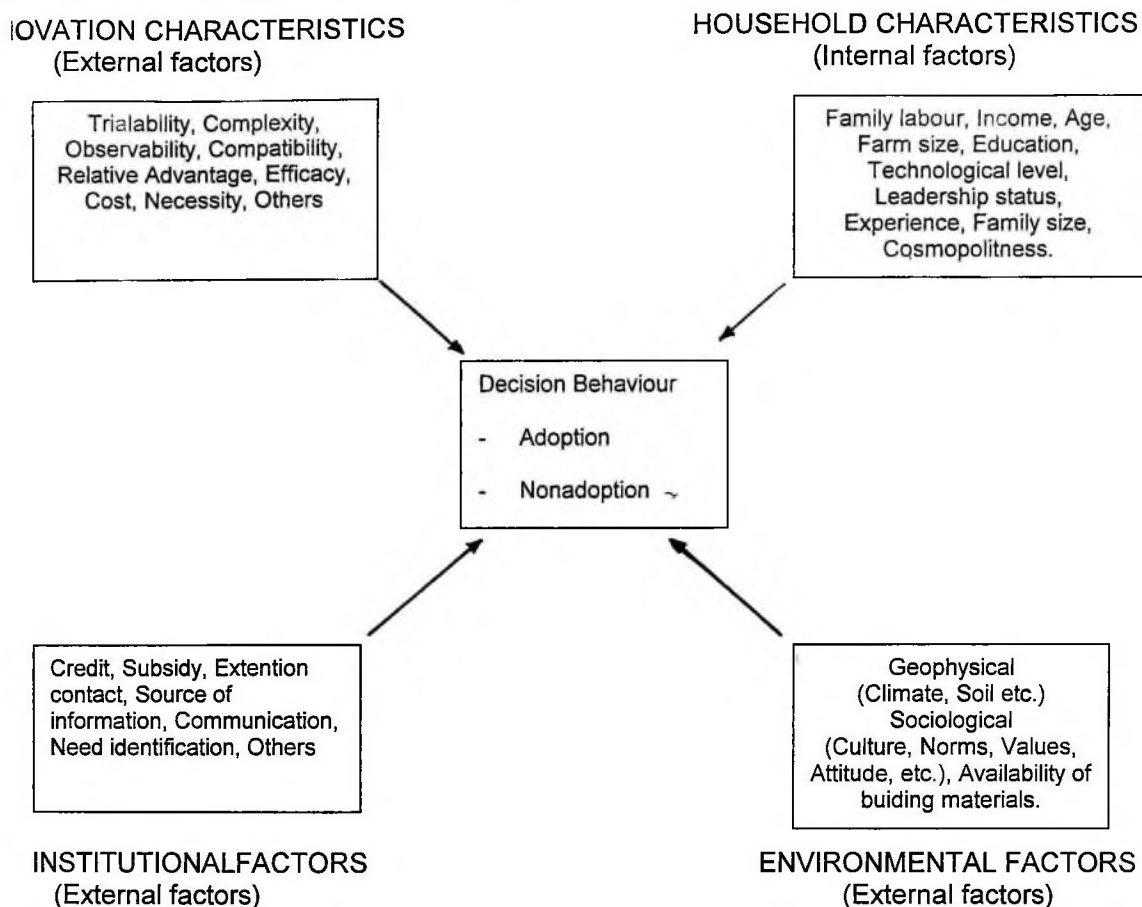 IOVATION CHARACTERISTICS
(External factors)
Trialability, Complexity,
Observability, Compatibility,
Relative Advantage, Efficacy,
Cost, Necessity, Others
HOUSEHOLD CHARACTERISTICS
(Internal factors)
Family labour, Income, Age,
Farm size, Education,
Technological level,
Leadership status,
Experience, Family size,
Cosmopolitness.
Decision Behaviour
- Adoption
- Nonadoption
Credit, Subsidy, Extention
contact, Source of
information, Communication,
Need identification, Others
INSTITUTIONALFACTORS
(External factors)
Geophysical
(Climate, Soil etc.)
Sociological
(Culture, Norms, Values,
Attitude, etc.), Availability of
buiding materials.
ENVIRONMENTAL FACTORS
(External factors)